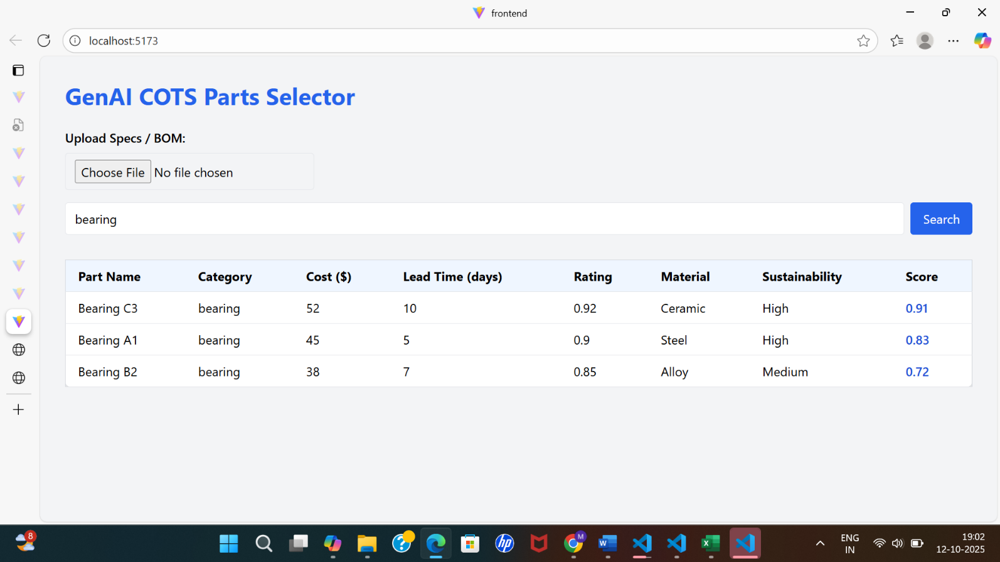 frontend
localhost:5173
GenAI COTS Parts Selector
Upload Specs / BOM:
Choose File No file chosen
bearing
Search
Part Name Category Cost ($) Lead Time (days) Rating Material Sustainability Score
Bearing C3 bearing 52 10 0.92 Ceramic High 0.91
Bearing A1 bearing 45 5 0.9 Steel High 0.83
Bearing B2 bearing 38 7 0.85 Alloy Medium 0.72
8
?
hp
M
W
X
ENG
IN
19:02
12-10-2025